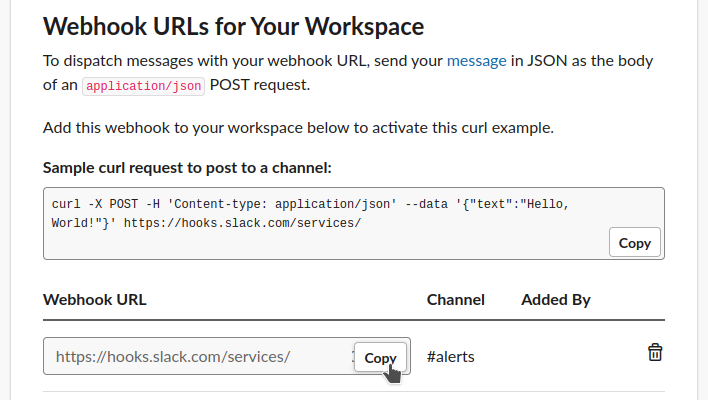 Webhook URLs for Your Workspace
To dispatch messages with your webhook URL, send your message in JSON as the body
of an application/json POST request.
Add this webhook to your workspace below to activate this curl example.
Sample curl request to post to a channel:
curl -X POST -H 'Content-type: application/json' --data '{"text":"Hello,
World!"}' https://hooks.slack.com/services/
Copy
Webhook URL Channel Added By
https://hooks.slack.com/services/ Copy #alerts